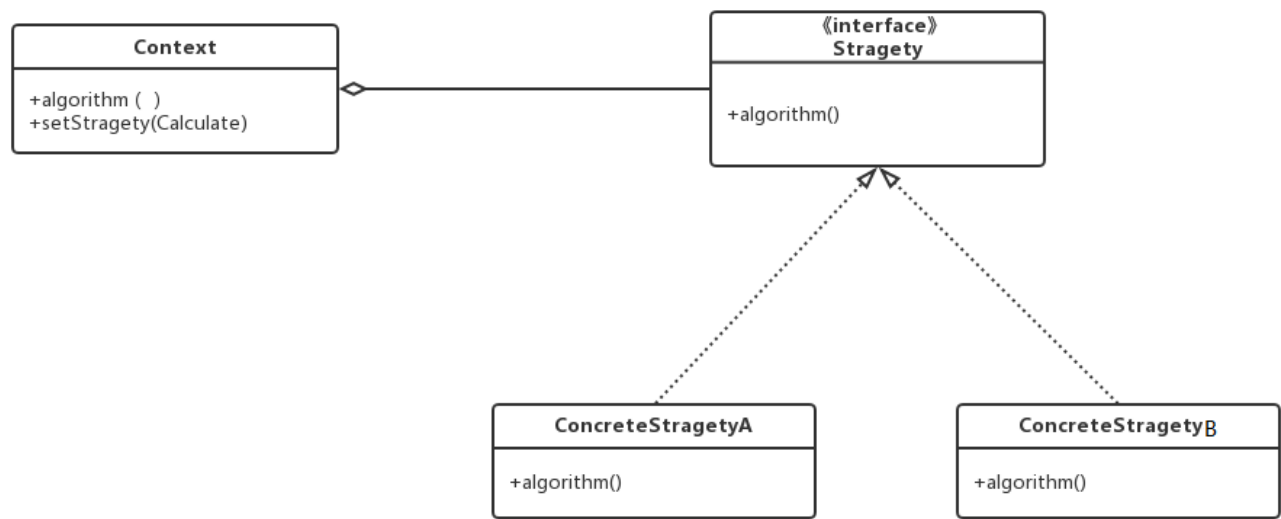 Context
+algorithm (  )
+setStragety(Calculate)
《interface》
Stragety
+algorithm()
ConcreteStragetyA
+algorithm()
ConcreteStragetyB
+algorithm()